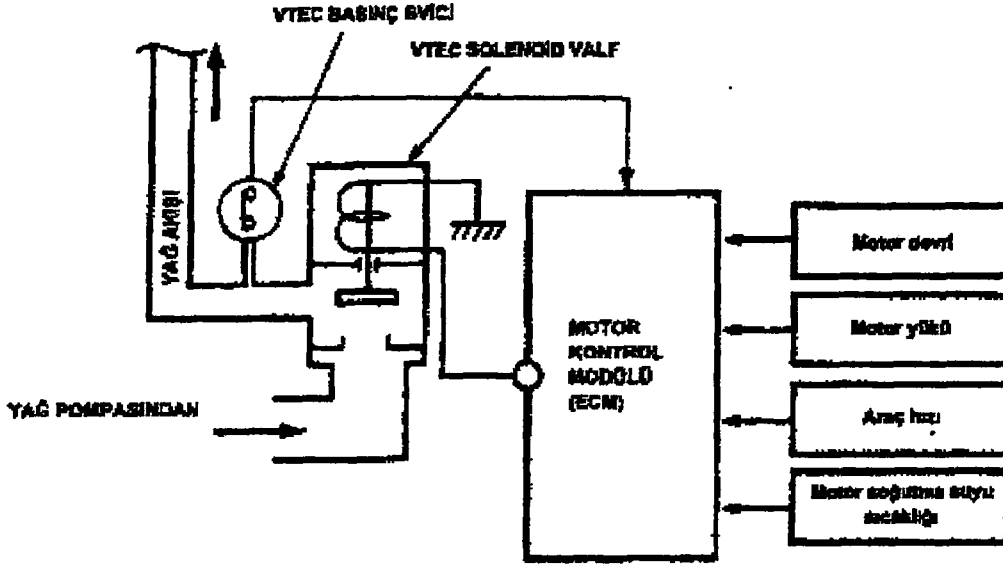 VTEC BASINÇ SVİCİ
VTEC SOLENOİD VALF
YAĞ AKIŞI
YAĞ POMPASINDAN
MOTOR
KONTROL
MODÜLÜ
(ECM)
Motor devri
Motor yükü
Araç hızı
Motor soğutma suyu
sıcaklığı